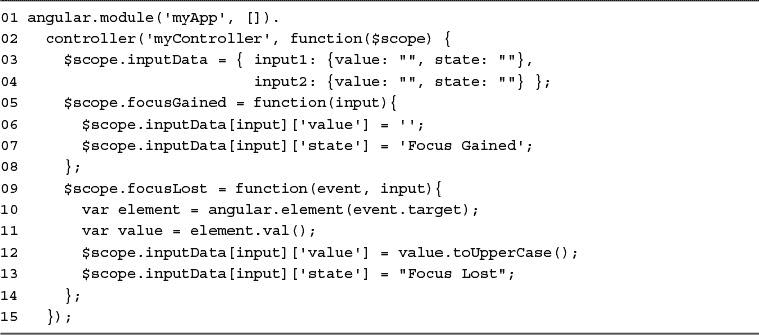 01 angular.module('myApp', []).
02   controller('myController', function($scope) {
03     $scope.inputData = { input1: {value: "", state: ""},
04                          input2: {value: "", state: ""} };
05     $scope.focusGained = function(input){
06       $scope.inputData[input]['value'] = '';
07       $scope.inputData[input]['state'] = 'Focus Gained';
08     };
09     $scope.focusLost = function(event, input){
10       var element = angular.element(event.target);
11       var value = element.val();
12       $scope.inputData[input]['value'] = value.toUpperCase();
13       $scope.inputData[input]['state'] = "Focus Lost";
14     };
15   });